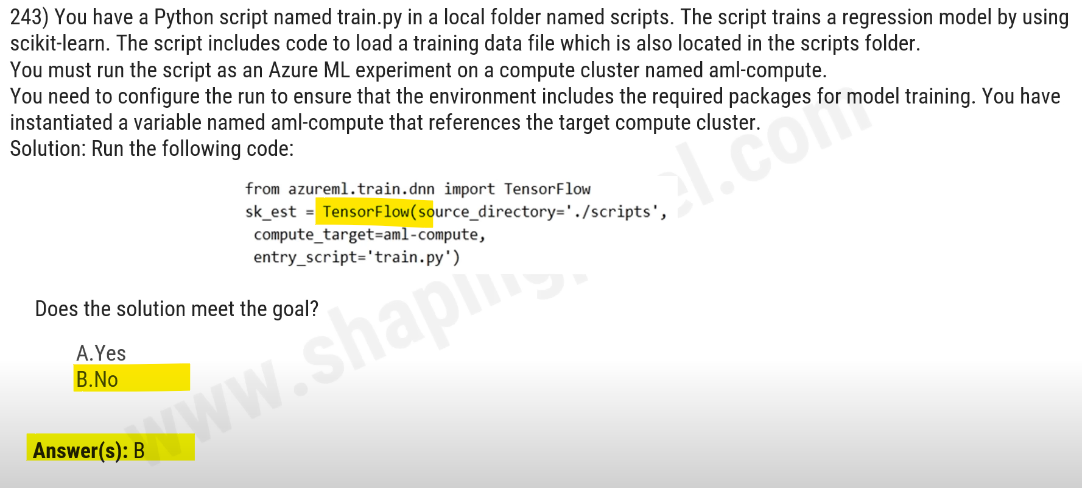 243) You have a Python script named train.py in a local folder named scripts. The script trains a regression model by using
scikit-learn. The script includes code to load a training data file which is also located in the scripts folder.
You must run the script as an Azure ML experiment on a compute cluster named aml-compute.
You need to configure the run to ensure that the environment includes the required packages for model training. You have
instantiated a variable named aml-compute that references the target compute cluster.
Solution: Run the following code:
from azureml.train.dnn import TensorFlow
sk_est = TensorFlow(source_directory='./scripts',
compute_target=aml-compute,
entry_script='train.py')
Does the solution meet the goal?
A.Yes
B.No
Answer(s): B